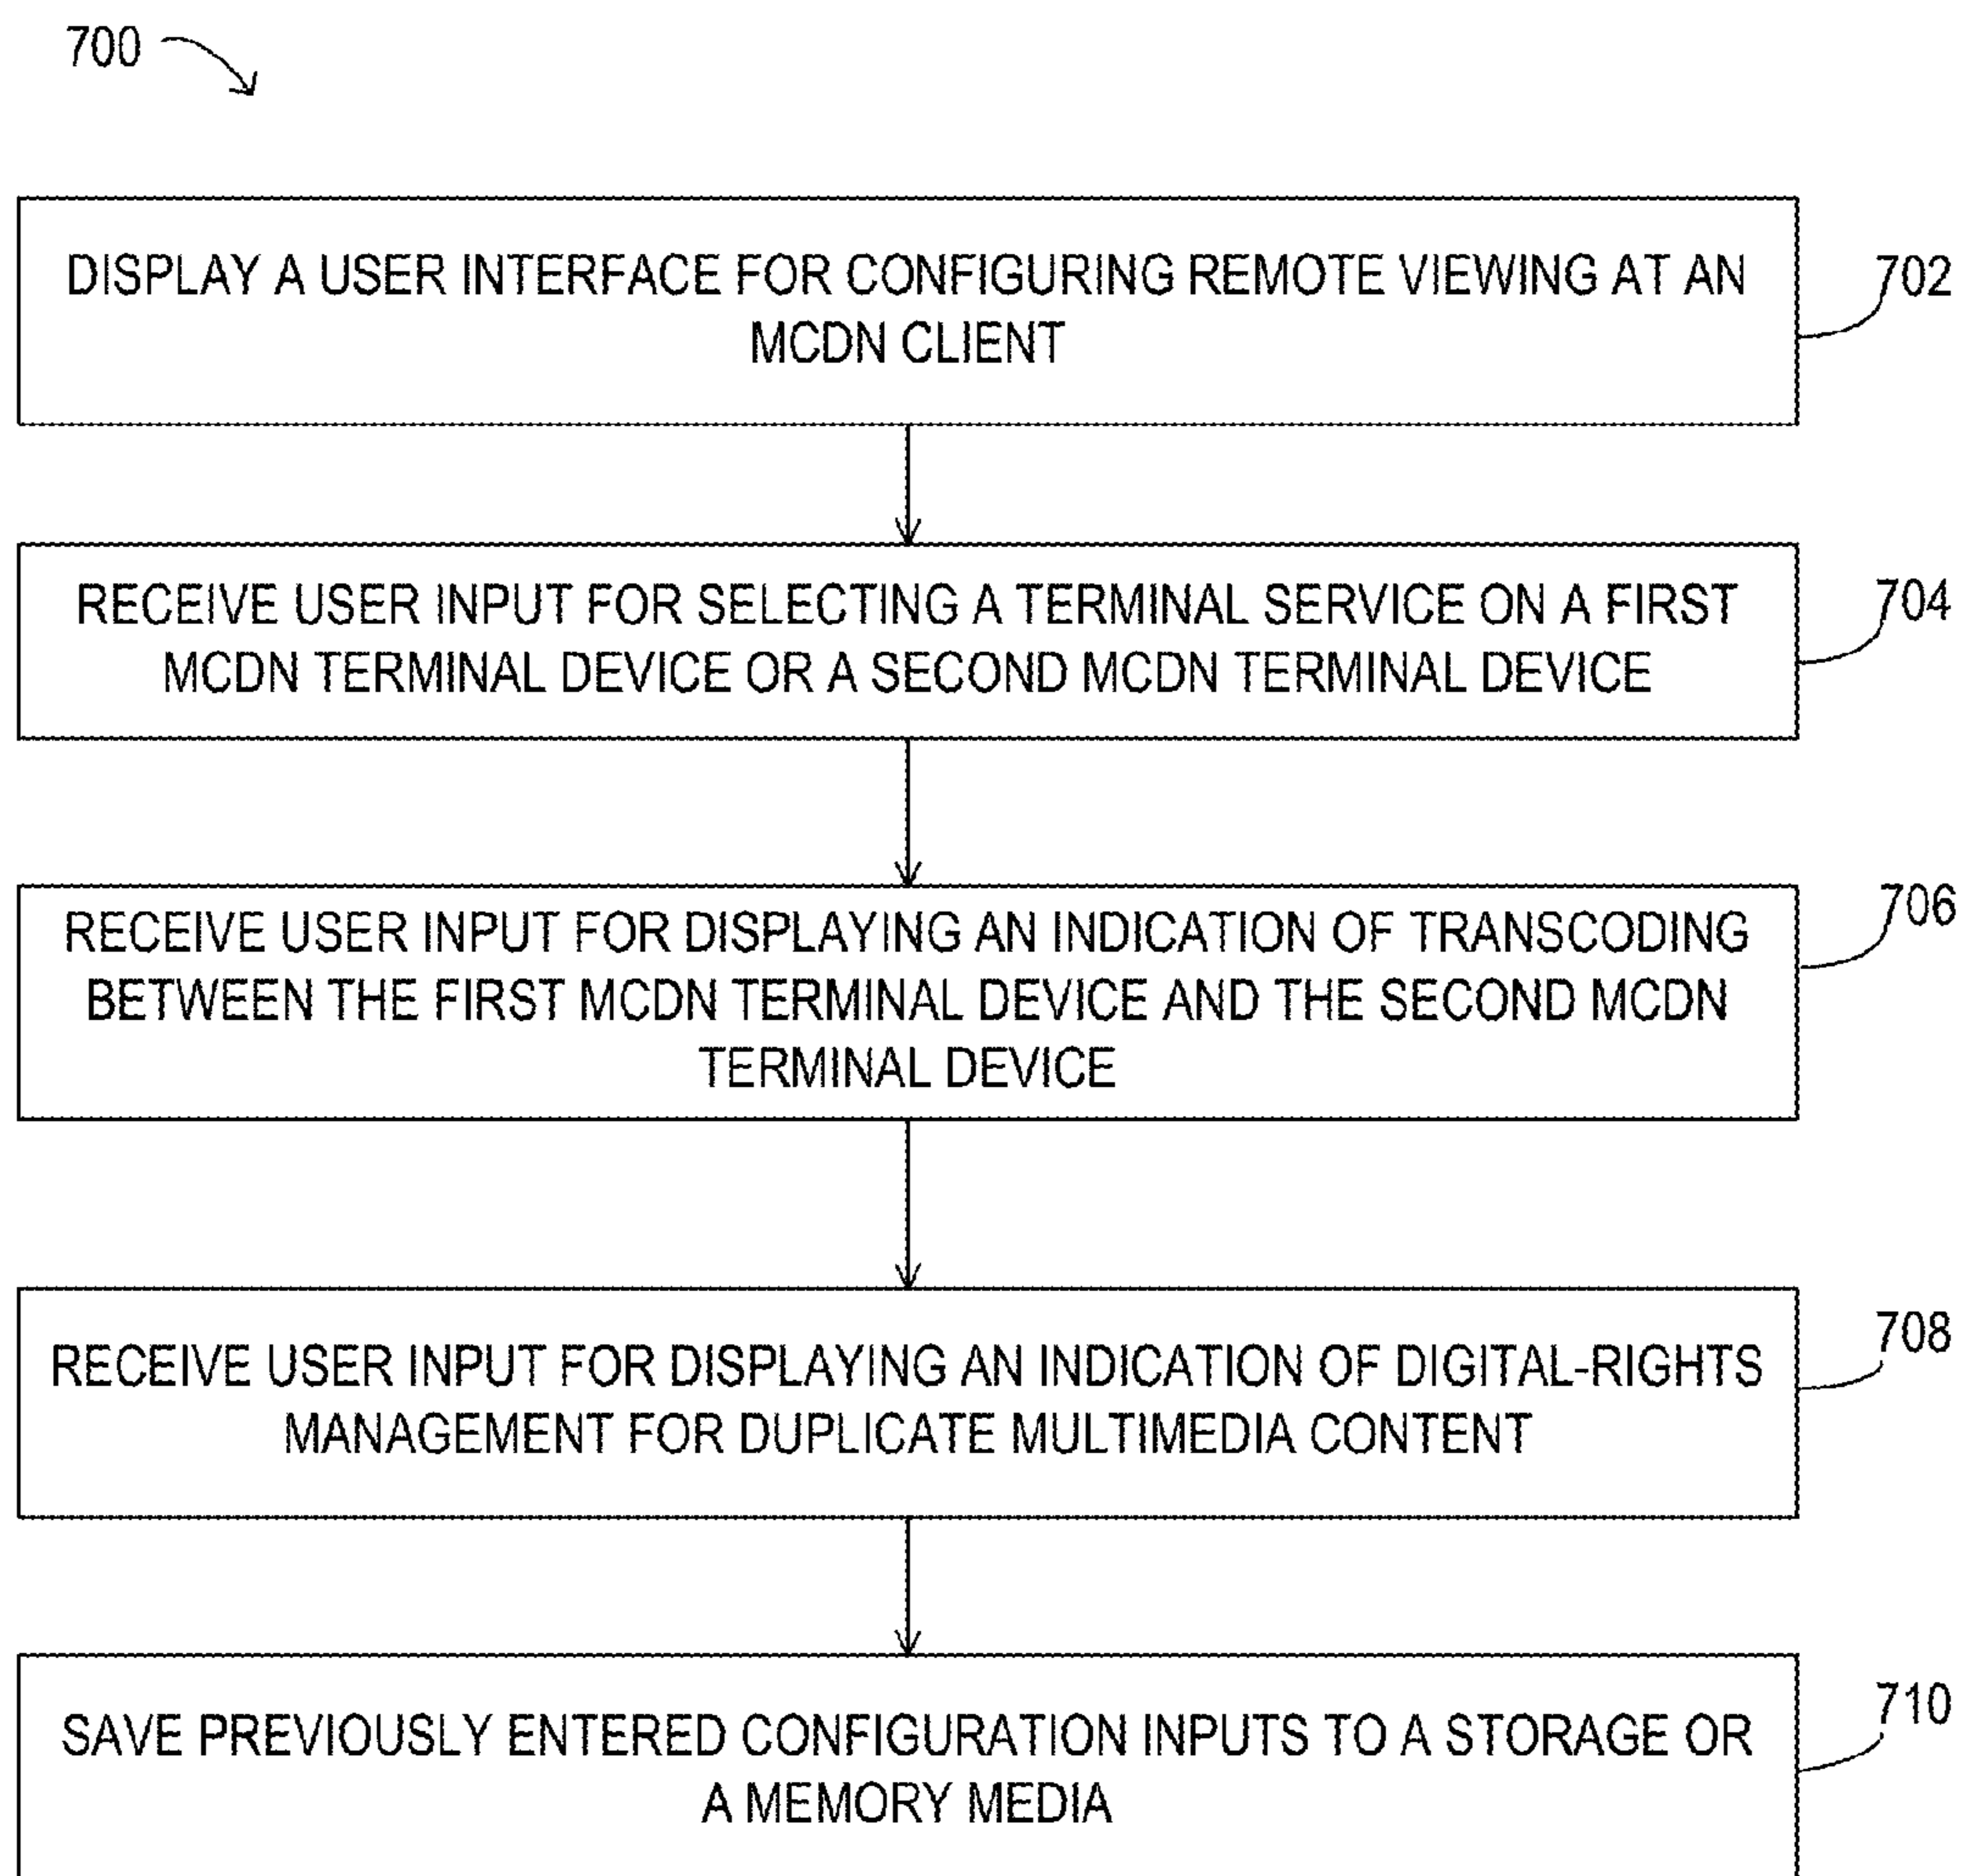 700
DISPLAY A USER INTERFACE FOR CONFIGURING REMOTE VIEWING AT AN
MCDN CLIENT
702
RECEIVE USER INPUT FOR SELECTING A TERMINAL SERVICE ON A FIRST
MCDN TERMINAL DEVICE OR A SECOND MCDN TERMINAL DEVICE
704
RECEIVE USER INPUT FOR DISPLAYING AN INDICATION OF TRANSCODING
BETWEEN THE FIRST MCDN TERMINAL DEVICE AND THE SECOND MCDN
TERMINAL DEVICE
706
RECEIVE USER INPUT FOR DISPLAYING AN INDICATION OF DIGITAL-RIGHTS
MANAGEMENT FOR DUPLICATE MULTIMEDIA CONTENT
708
SAVE PREVIOUSLY ENTERED CONFIGURATION INPUTS TO A STORAGE OR
A MEMORY MEDIA
710